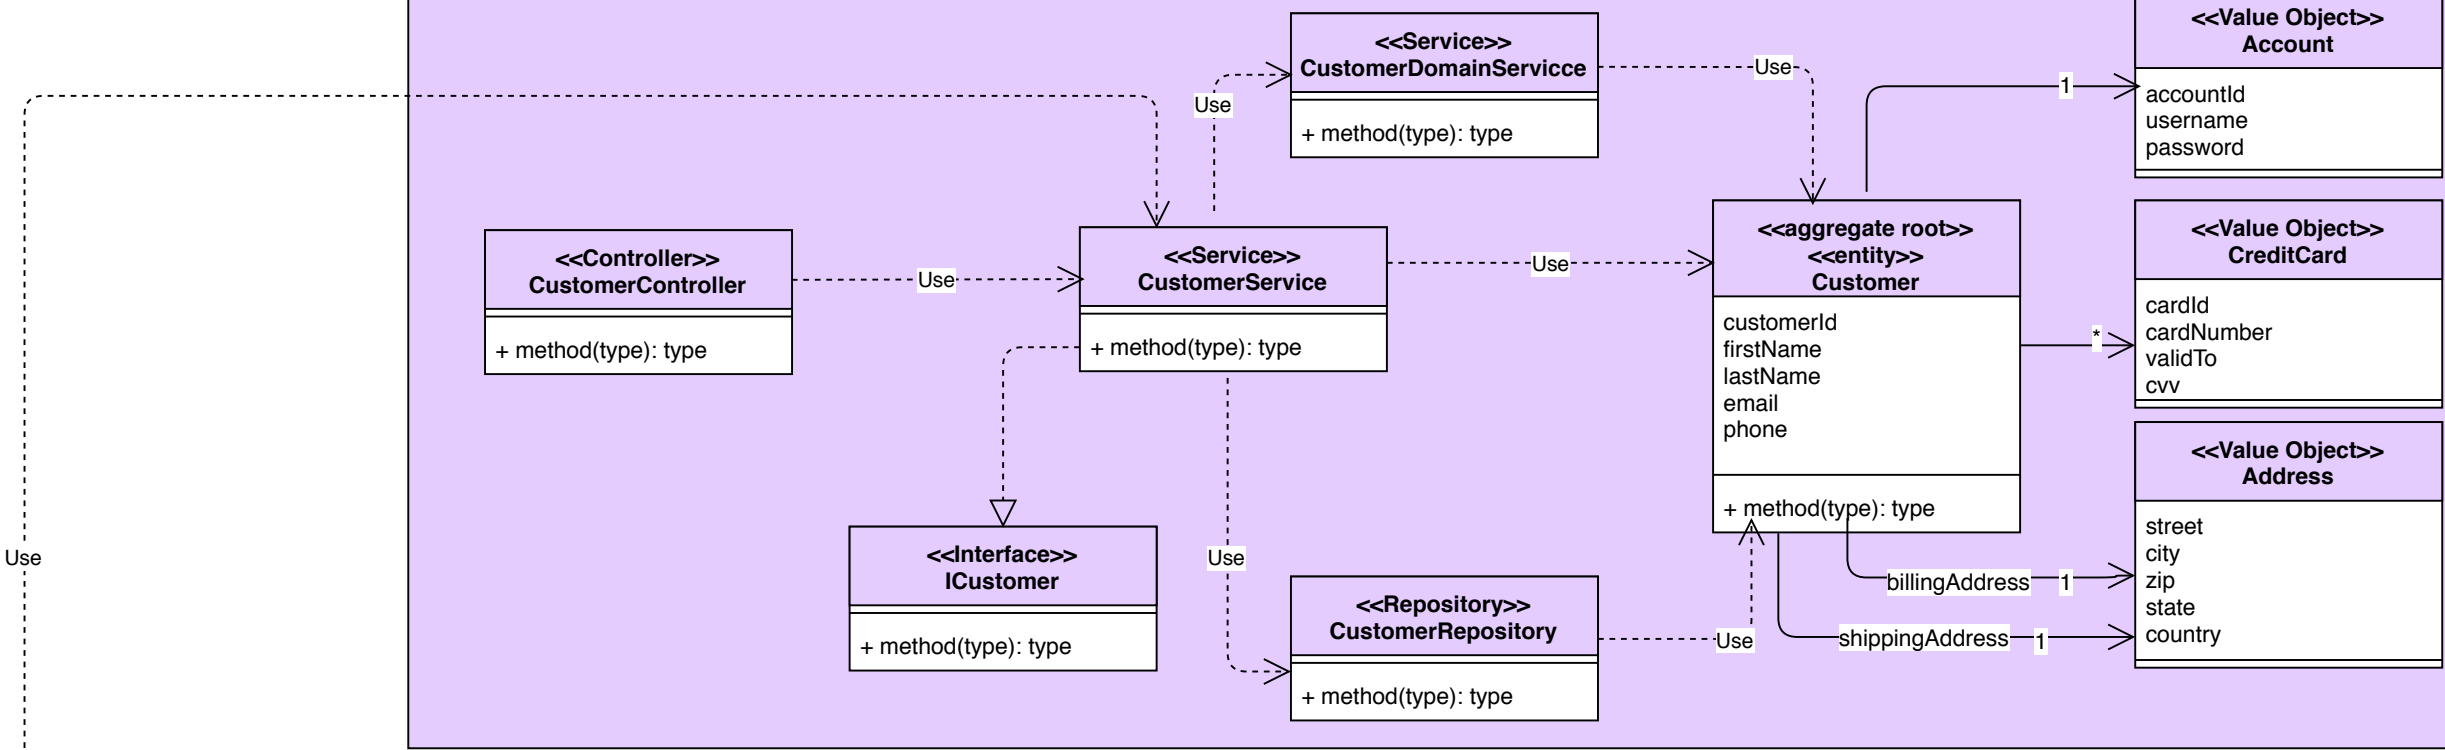 <<Service>>
CustomerDomainServicce
+ method(type): type
Use
Use
1
<<Value Object>>
Account
accountId
username
password
<<Controller>>
CustomerController
+ method(type): type
Use
<<Service>>
CustomerService
+ method(type): type
Use
<<aggregate root>>
<<entity>>
Customer
customerId
firstName
lastName
email
phone
+ method(type): type
*
<<Value Object>>
CreditCard
cardId
cardNumber
validTo
cvv
<<Value Object>>
Address
street
city
zip
state
country
Use
<<Interface>>
ICustomer
+ method(type): type
Use
<<Repository>>
CustomerRepository
+ method(type): type
Use
billingAddress
1
shippingAddress
1